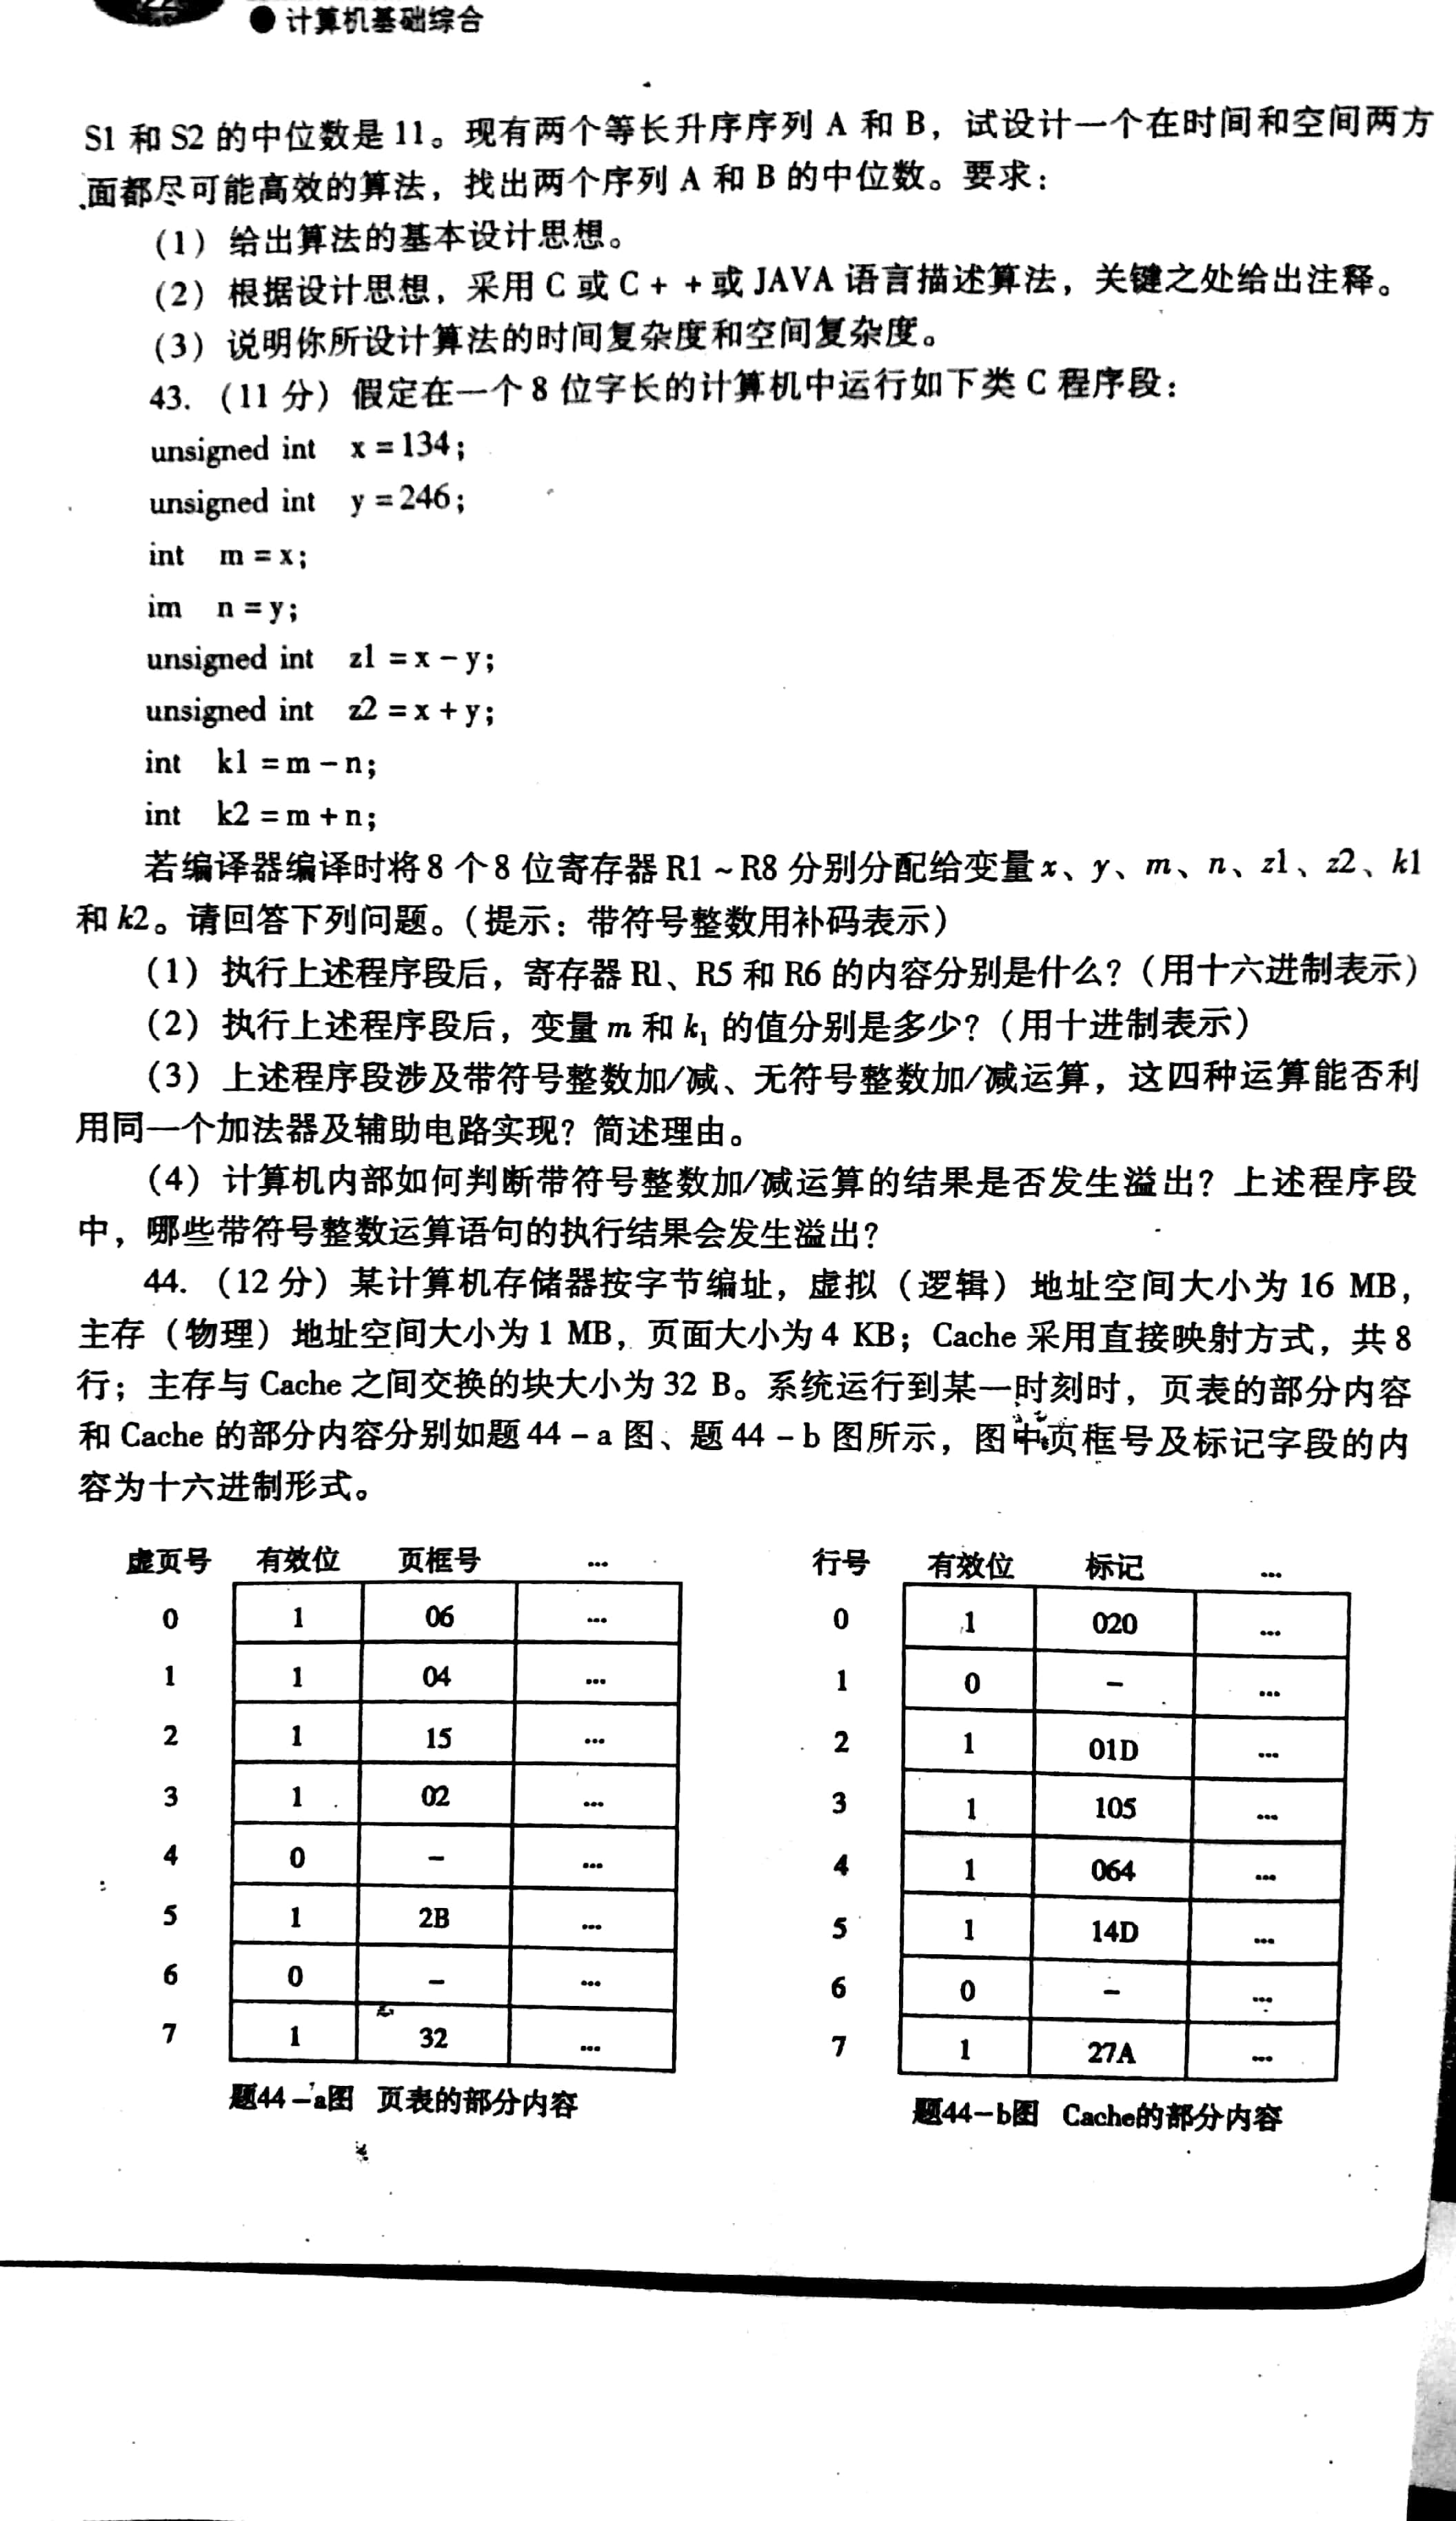 ● 计算机基础综合
S1 和 S2 的中位数是 11。现有两个等长升序序列 A 和 B，试设计一个在时间和空间两方
面都尽可能高效的算法，找出两个序列 A 和 B 的中位数。要求：
（1）给出算法的基本设计思想。
（2）根据设计思想，采用 C 或 C++或 JAVA 语言描述算法，关键之处给出注释。
（3）说明你所设计算法的时间复杂度和空间复杂度。
43.（11 分）假定在一个 8 位字长的计算机中运行如下类 C 程序段：
unsigned int x = 134；
unsigned int y = 246；
int m = x；
im n = y；
unsigned int z1 = x - y；
unsigned int z2 = x + y；
int k1 = m - n；
int k2 = m + n；
若编译器编译时将 8 个 8 位寄存器 R1 ~ R8 分别分配给变量 x、y、m、n、z1、z2、k1
和 k2。请回答下列问题。（提示：带符号整数用补码表示）
（1）执行上述程序段后，寄存器 R1、R5 和 R6 的内容分别是什么？（用十六进制表示）
（2）执行上述程序段后，变量 m 和 k₁ 的值分别是多少？（用十进制表示）
（3）上述程序段涉及带符号整数加/减、无符号整数加/减运算，这四种运算能否利
用同一个加法器及辅助电路实现？简述理由。
（4）计算机内部如何判断带符号整数加/减运算的结果是否发生溢出？上述程序段
中，哪些带符号整数运算语句的执行结果会发生溢出？
44.（12 分）某计算机存储器按字节编址，虚拟（逻辑）地址空间大小为 16 MB，
主存（物理）地址空间大小为 1 MB，页面大小为 4 KB；Cache 采用直接映射方式，共 8
行；主存与 Cache 之间交换的块大小为 32 B。系统运行到某一时刻时，页表的部分内容
和 Cache 的部分内容分别如题 44 - a 图、题 44 - b 图所示，图中页框号及标记字段的内
容为十六进制形式。
虚页号 有效位 页框号 …
0 1 06 …
1 1 04 …
2 1 15 …
3 1 02 …
4 0 - …
5 1 2B …
6 0 - …
7 1 32 …
题44-a图 页表的部分内容
行号 有效位 标记 …
0 1 020 …
1 0 - …
2 1 01D …
3 1 105 …
4 1 064 …
5 1 14D …
6 0 - …
7 1 27A …
题44-b图 Cache的部分内容